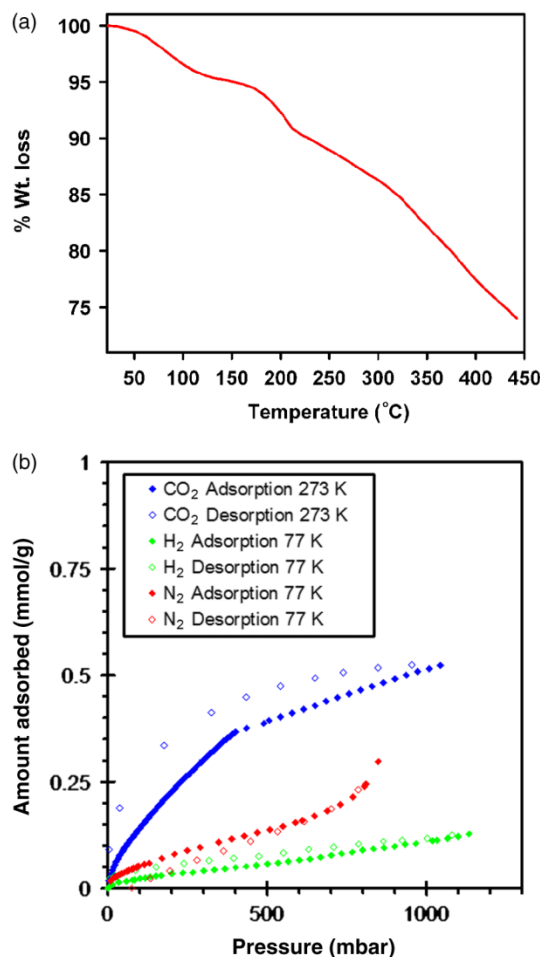 (a)
100
95
90
85
80
75
% Wt. loss
50 100 150 200 250 300 350 400 450
Temperature (°C)
(b)
1
0.75
0.5
0.25
0
Amount adsorbed (mmol/g)
CO₂ Adsorption 273 K
CO₂ Desorption 273 K
H₂ Adsorption 77 K
H₂ Desorption 77 K
N₂ Adsorption 77 K
N₂ Desorption 77 K
0 500 1000
Pressure (mbar)